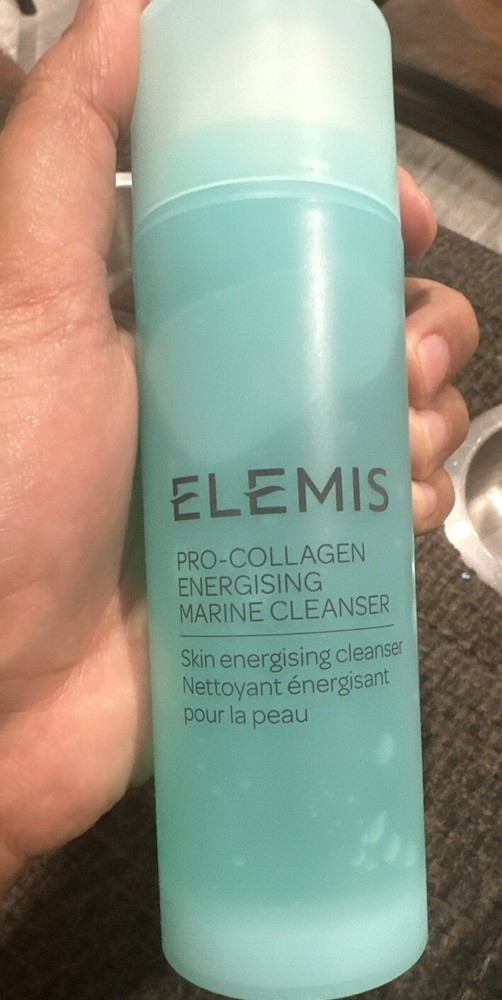 ELEMIS
PRO-COLLAGEN
ENERGISING
MARINE CLEANSER
Skin energising cleanser
Nettoyant énergisant
pour la peau